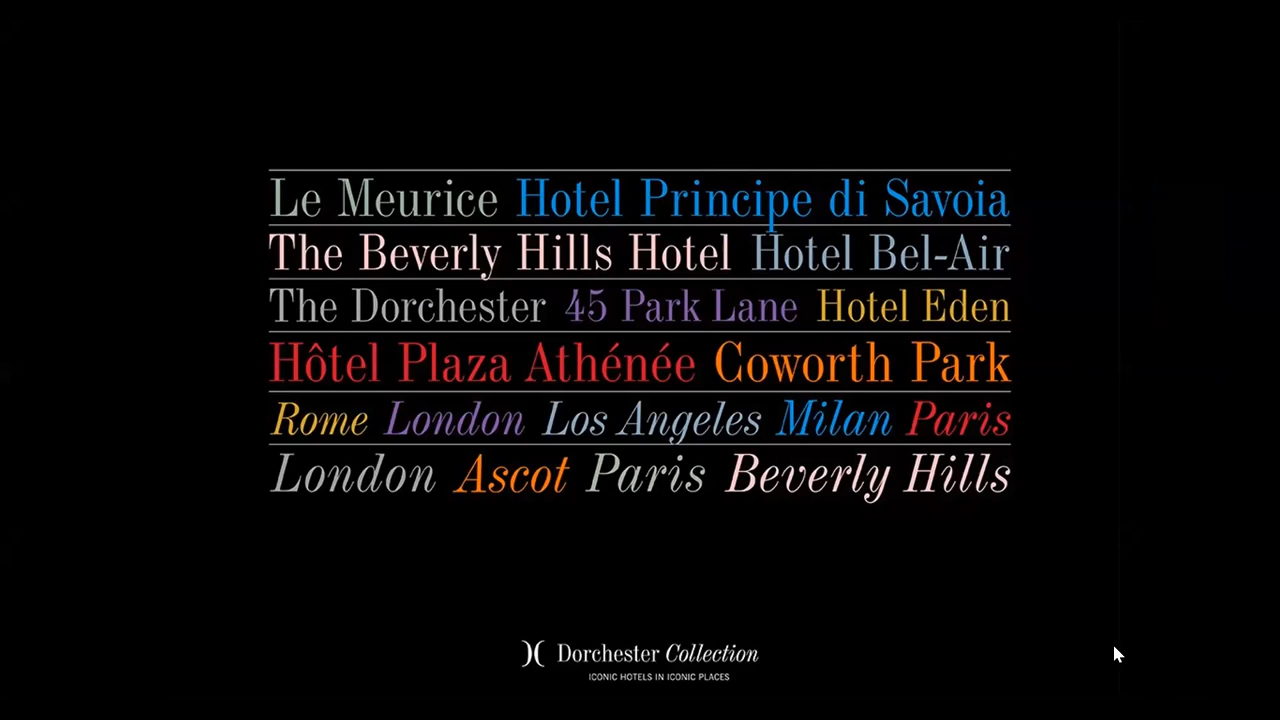 Le Meurice Hotel Principe di Savoia
The Beverly Hills Hotel Hotel Bel-Air
The Dorchester 45 Park Lane Hotel Eden
Hôtel Plaza Athénée Coworth Park
Rome London Los Angeles Milan Paris
London Ascot Paris Beverly Hills
Dorchester Collection
ICONIC HOTELS IN ICONIC PLACES